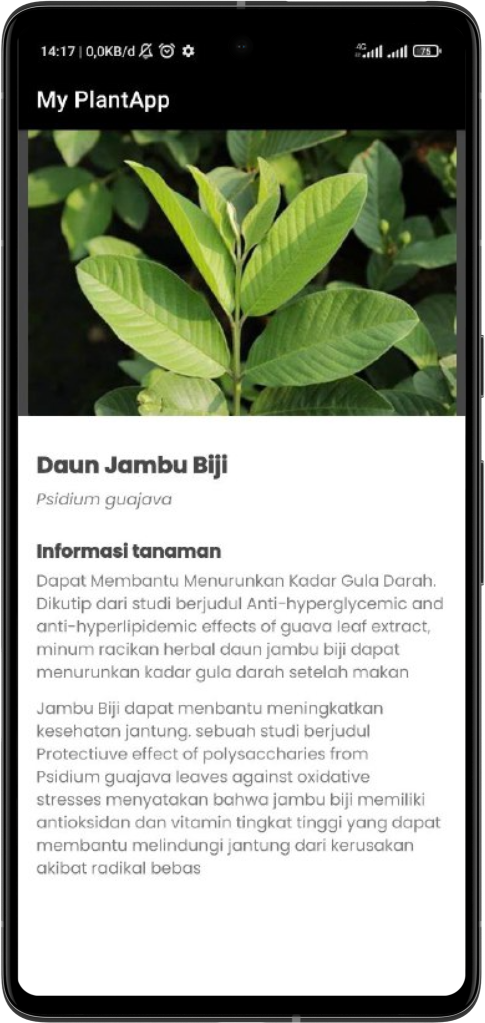 14:17 | 0,0KB/d
4G
75
My PlantApp
Daun Jambu Biji
Psidium guajava
Informasi tanaman
Dapat Membantu Menurunkan Kadar Gula Darah.
Dikutip dari studi berjudul Anti-hyperglycemic and
anti-hyperlipidemic effects of guava leaf extract,
minum racikan herbal daun jambu biji dapat
menurunkan kadar gula darah setelah makan
Jambu Biji dapat menbantu meningkatkan
kesehatan jantung. sebuah studi berjudul
Protectiuve effect of polysaccharies from
Psidium guajava leaves against oxidative
stresses menyatakan bahwa jambu biji memiliki
antioksidan dan vitamin tingkat tinggi yang dapat
membantu melindungi jantung dari kerusakan
akibat radikal bebas